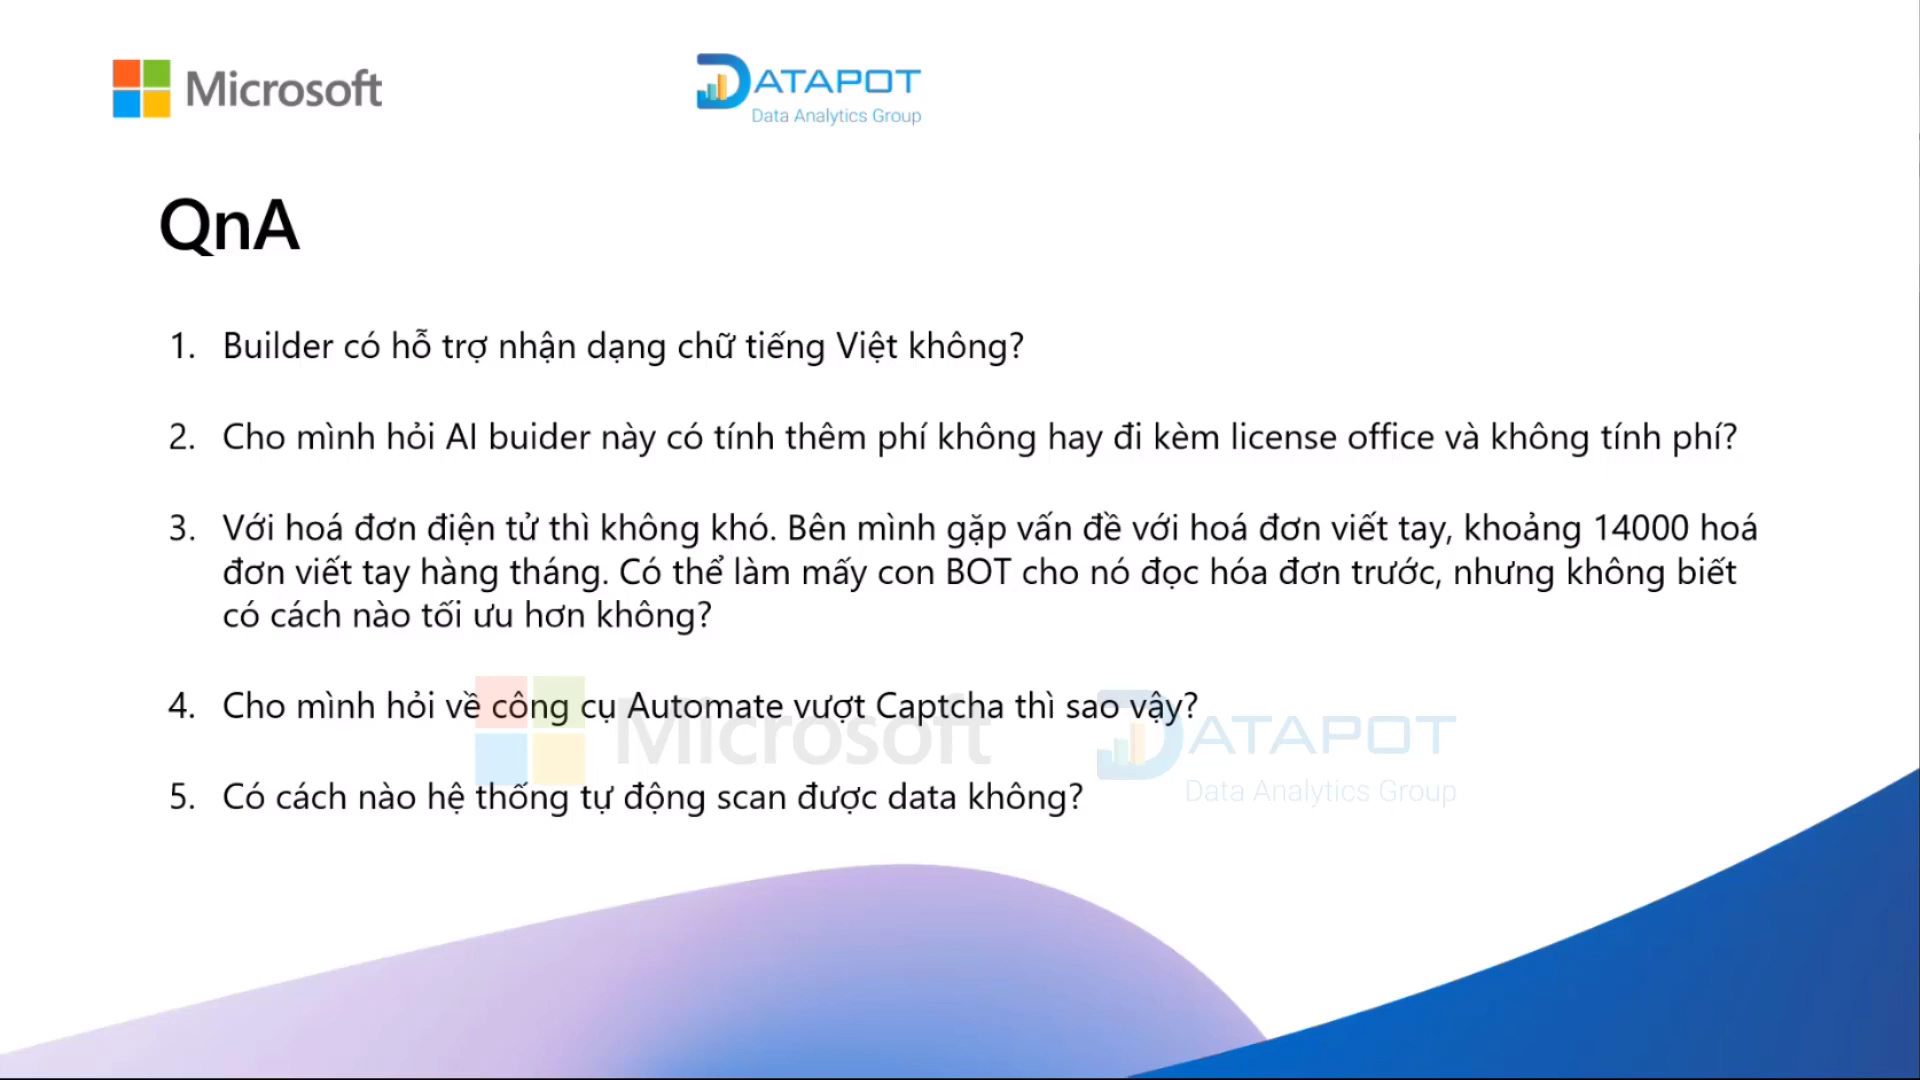 Microsoft
DATAPOT
Data Analytics Group
QnA
1. Builder có hỗ trợ nhận dạng chữ tiếng Việt không?
2. Cho mình hỏi AI buider này có tính thêm phí không hay đi kèm license office và không tính phí?
3. Với hoá đơn điện tử thì không khó. Bên mình gặp vấn đề với hoá đơn viết tay, khoảng 14000 hoá
đơn viết tay hàng tháng. Có thể làm mấy con BOT cho nó đọc hóa đơn trước, nhưng không biết
có cách nào tối ưu hơn không?
4. Cho mình hỏi về công cụ Automate vượt Captcha thì sao vậy?
Microsoft
DATAPOT
Data Analytics Group
5. Có cách nào hệ thống tự động scan được data không?